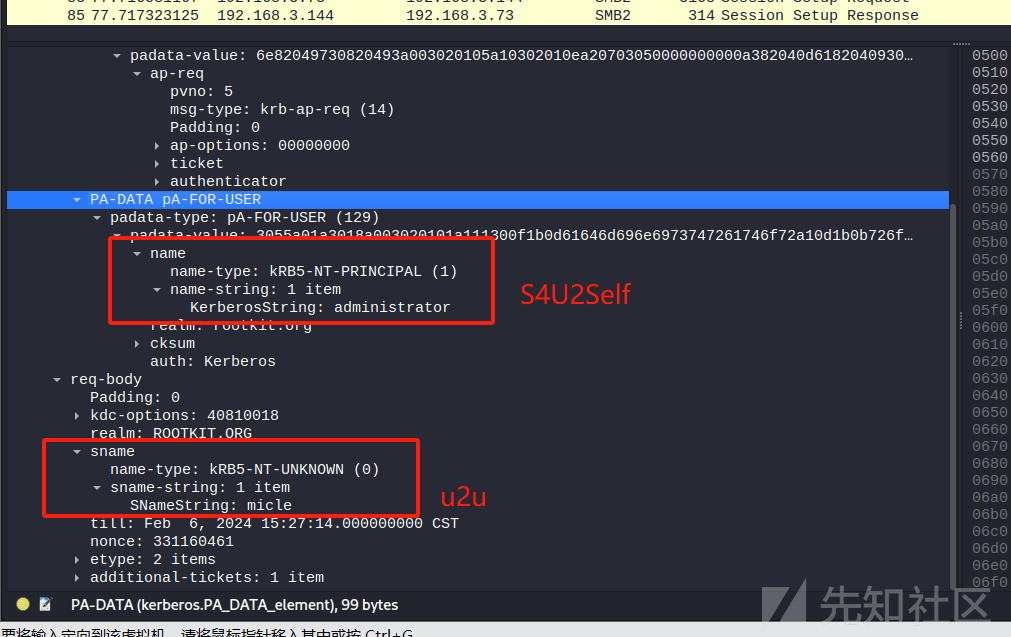 85 77.717323125 192.168.3.144 192.168.3.73 SMB2 314 Session Setup Response
padata-value: 6e82049730820493a003020105a10302010ea20703050000000000a382040d6182040930…
ap-req
pvno: 5
msg-type: krb-ap-req (14)
Padding: 0
ap-options: 00000000
ticket
authenticator
PA-DATA pA-FOR-USER
padata-type: pA-FOR-USER (129)
padata-value: 3055a01a3018a003020101a111300f1b0d61646d696e6973747261746f72a10d1b0b726f…
name
name-type: kRB5-NT-PRINCIPAL (1)
name-string: 1 item
KerberosString: administrator
S4U2Self
realm: rootkit.org
cksum
auth: Kerberos
req-body
Padding: 0
kdc-options: 40810018
realm: ROOTKIT.ORG
sname
name-type: kRB5-NT-UNKNOWN (0)
sname-string: 1 item
SNameString: micle
u2u
till: Feb 6, 2024 15:27:14.000000000 CST
nonce: 331160461
etype: 2 items
additional-tickets: 1 item
0500
0510
0520
0530
0540
0550
0560
0570
0580
0590
05a0
05b0
05c0
05d0
05e0
05f0
0600
0610
0620
0630
0640
0650
0660
0670
0680
0690
06a0
06b0
06c0
06d0
06e0
06f0
PA-DATA (kerberos.PA_DATA_element), 99 bytes
先知社区
要将输入定向到该虚拟机，请将鼠标指针移入其中或按 Ctrl+G